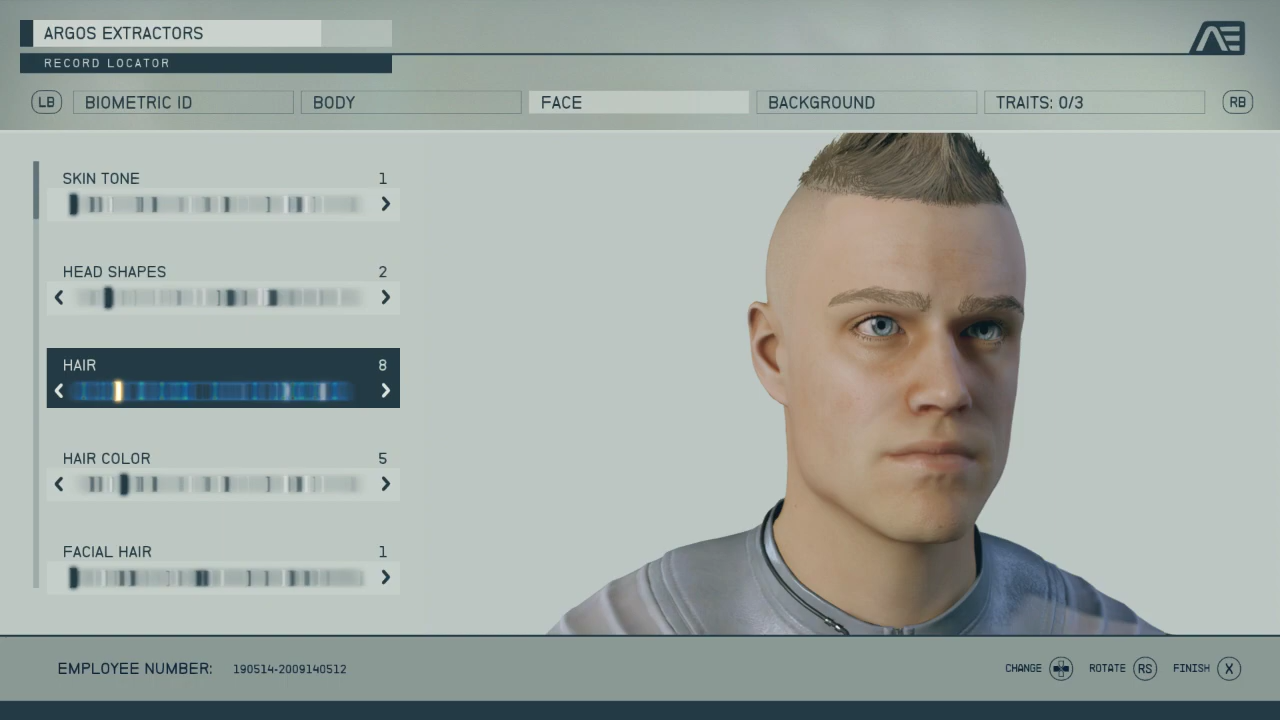 ARGOS EXTRACTORS
RECORD LOCATOR
LB BIOMETRIC ID BODY FACE BACKGROUND TRAITS: 0/3 RB
SKIN TONE 1
HEAD SHAPES 2
HAIR 8
HAIR COLOR 5
FACIAL HAIR 1
EMPLOYEE NUMBER: 190514-2009140512 CHANGE ROTATE RS FINISH X